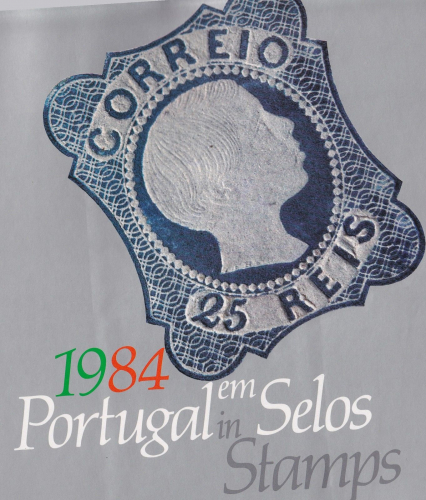 CORREIO
25 REIS
1984
Portugal em Selos
in
Stamps